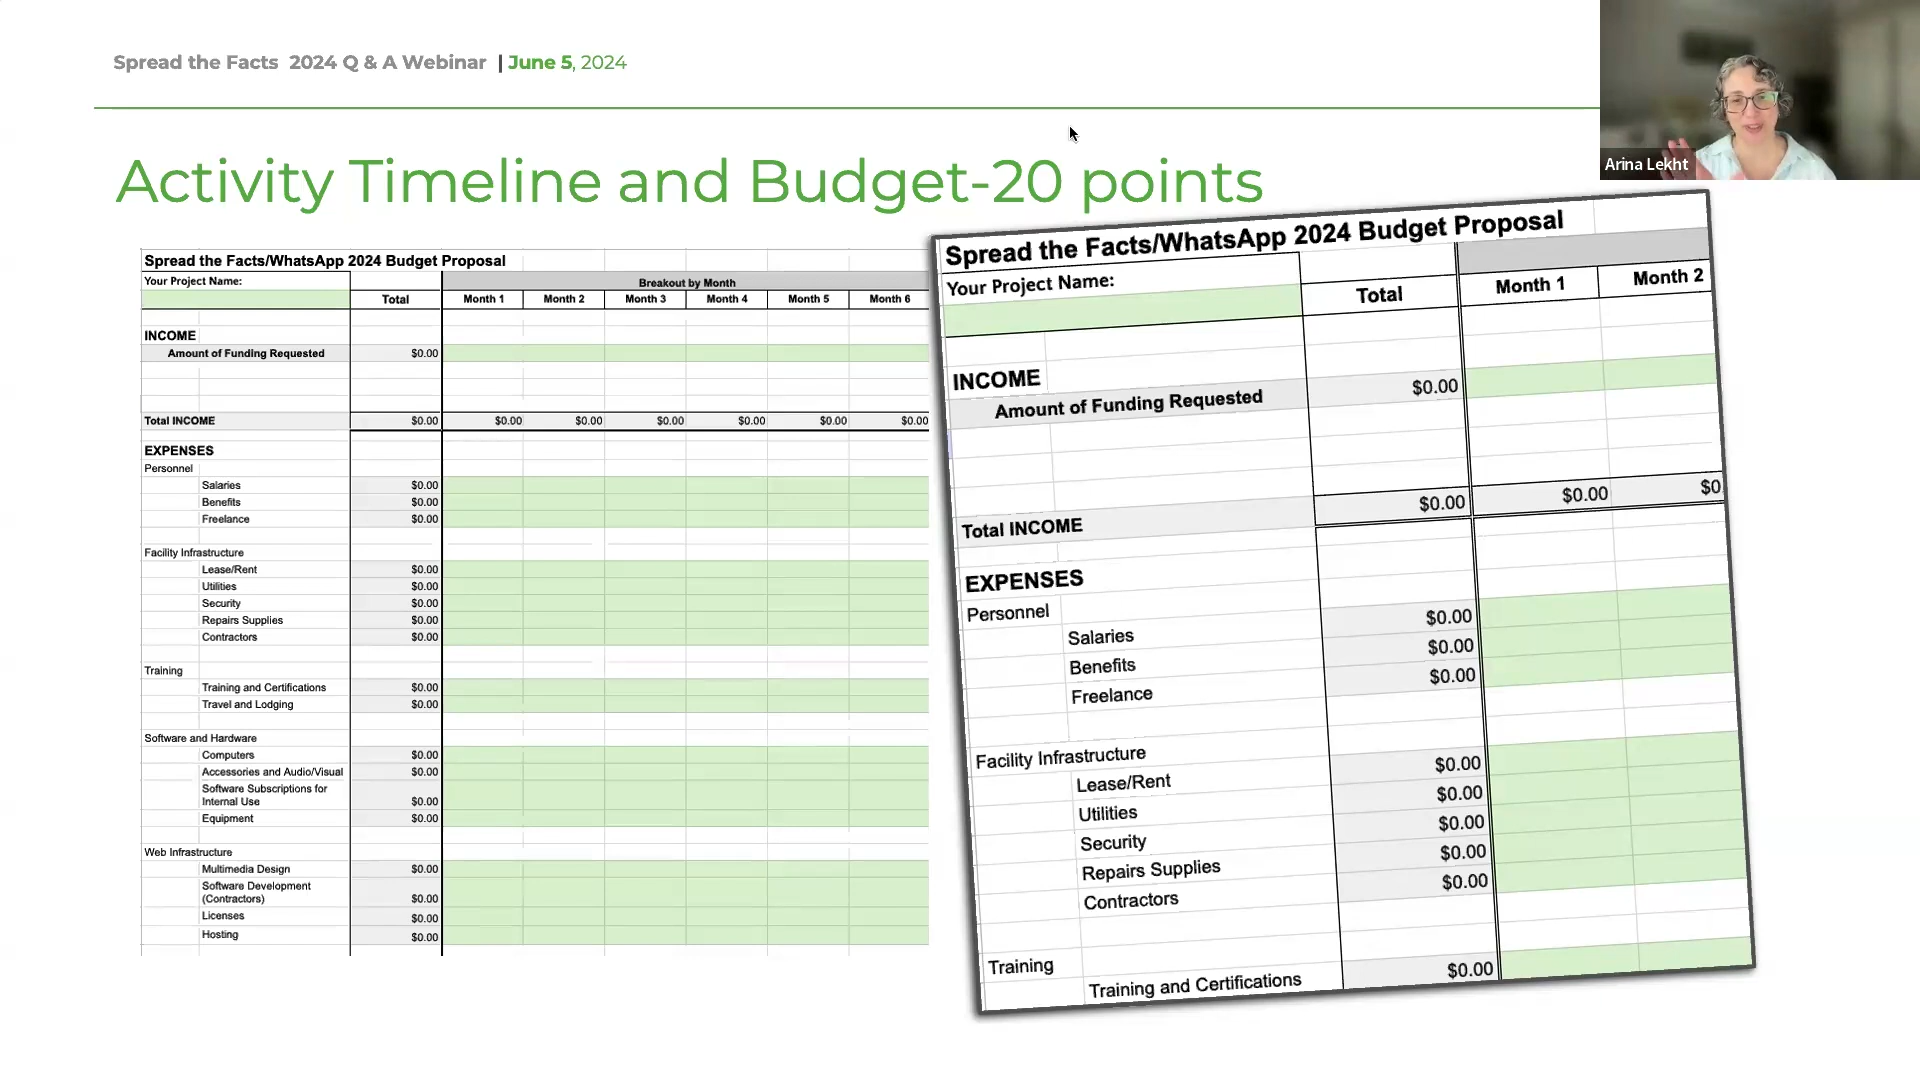 Spread the Facts 2024 Q & A Webinar | June 5, 2024
Arina Lekht
Activity Timeline and Budget-20 points
Spread the Facts/WhatsApp 2024 Budget Proposal
Your Project Name:
Breakout by Month
Total Month 1 Month 2 Month 3 Month 4 Month 5 Month 6
INCOME
Amount of Funding Requested $0.00
Total INCOME $0.00 $0.00 $0.00 $0.00 $0.00 $0.00 $0.00
EXPENSES
Personnel
Salaries $0.00
Benefits $0.00
Freelance $0.00
Facility Infrastructure
Lease/Rent $0.00
Utilities $0.00
Security $0.00
Repairs Supplies $0.00
Contractors $0.00
Training
Training and Certifications $0.00
Travel and Lodging $0.00
Software and Hardware
Computers $0.00
Accessories and Audio/Visual $0.00
Software Subscriptions for
Internal Use $0.00
Equipment $0.00
Web Infrastructure
Multimedia Design $0.00
Software Development
(Contractors) $0.00
Licenses $0.00
Hosting $0.00
Spread the Facts/WhatsApp 2024 Budget Proposal
Your Project Name:
Total Month 1 Month 2
INCOME
Amount of Funding Requested $0.00
Total INCOME $0.00 $0.00 $0
EXPENSES
Personnel
Salaries $0.00
Benefits $0.00
Freelance $0.00
Facility Infrastructure
Lease/Rent $0.00
Utilities $0.00
Security $0.00
Repairs Supplies $0.00
Contractors $0.00
Training
Training and Certifications $0.00